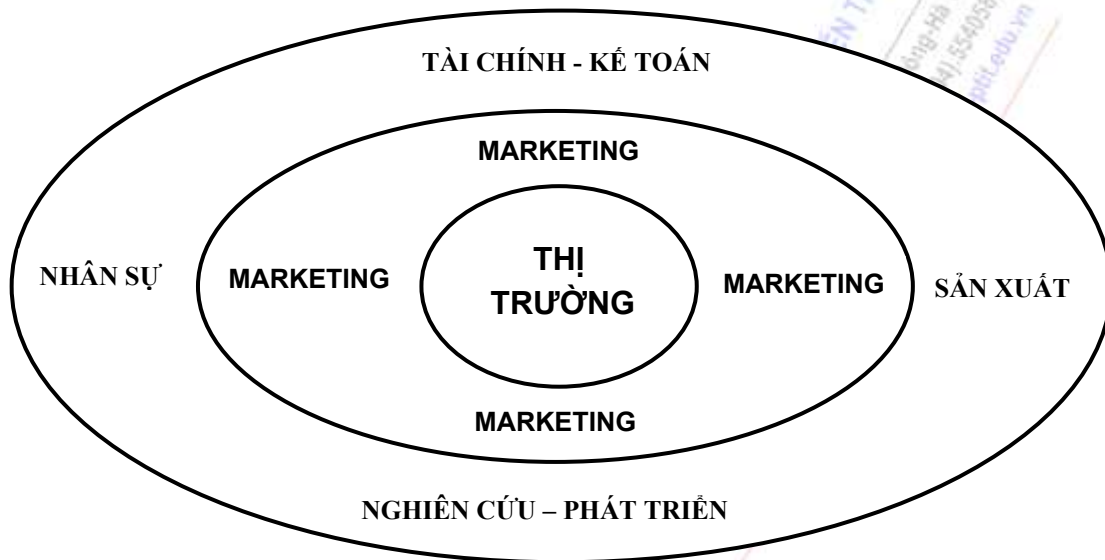 TÀI CHÍNH - KẾ TOÁN
MARKETING
THỊ
TRƯỜNG
NHÂN SỰ
MARKETING
MARKETING
SẢN XUẤT
MARKETING
NGHIÊN CỨU – PHÁT TRIỂN